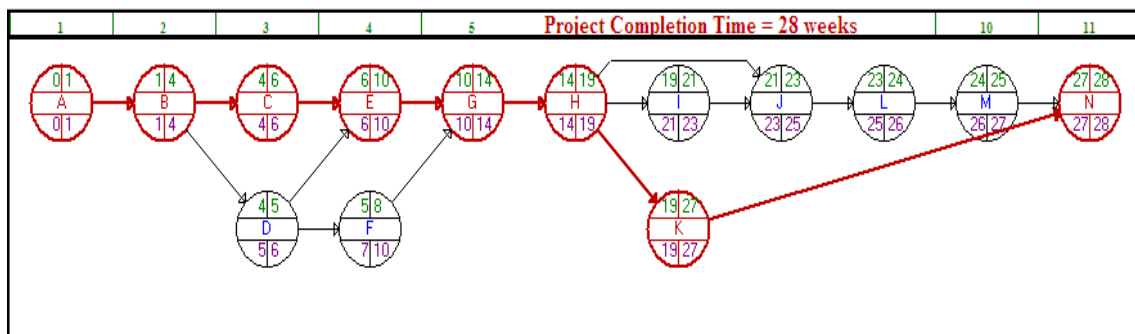 1 2 3 4 5 Project Completion Time = 28 weeks 10 11
0 1 1 4 4 6 6 10 10 14 14 19 19 21 21 23 23 24 24 25 27 28
A B C E G H I J L M N
0 1 1 4 4 6 6 10 10 14 14 19 21 23 23 25 25 26 26 27 27 28
4 5 5 8 19 27
D F K
5 6 7 10 19 27